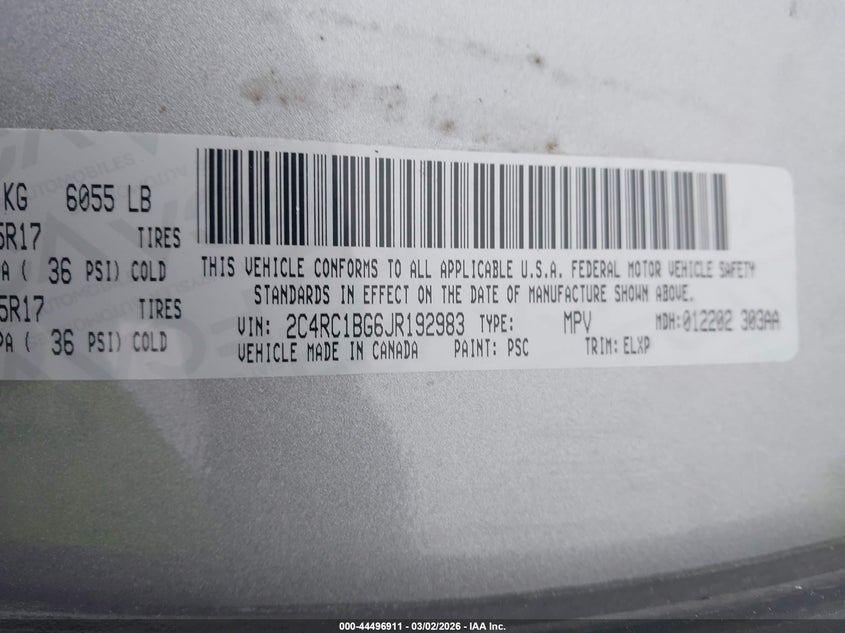 KG 6055 LB
5R17 TIRES
PA ( 36 PSI) COLD
5R17 TIRES
PA ( 36 PSI) COLD
THIS VEHICLE CONFORMS TO ALL APPLICABLE U.S.A. FEDERAL MOTOR VEHICLE SAFETY
STANDARDS IN EFFECT ON THE DATE OF MANUFACTURE SHOWN ABOVE.
VIN: 2C4RC1BG6JR192983 TYPE: MPV MDH:012202 303AA
VEHICLE MADE IN CANADA PAINT: PSC TRIM: ELXP
000-44496911 - 03/02/2026 - IAA Inc.